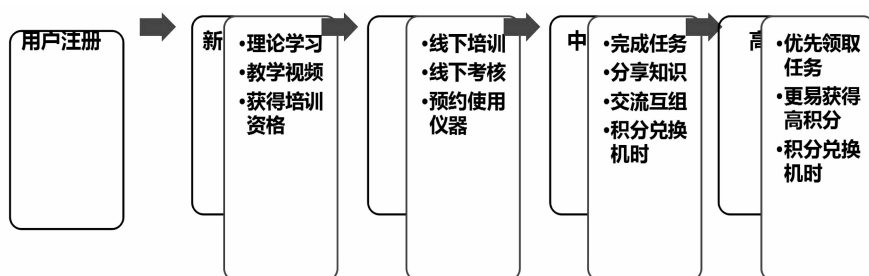 用户注册
新
•理论学习
•教学视频
•获得培训
资格
•线下培训
•线下考核
•预约使用
仪器
中
•完成任务
•分享知识
•交流互组
•积分兑换
机时
高
•优先领取
任务
•更易获得
高积分
•积分兑换
机时